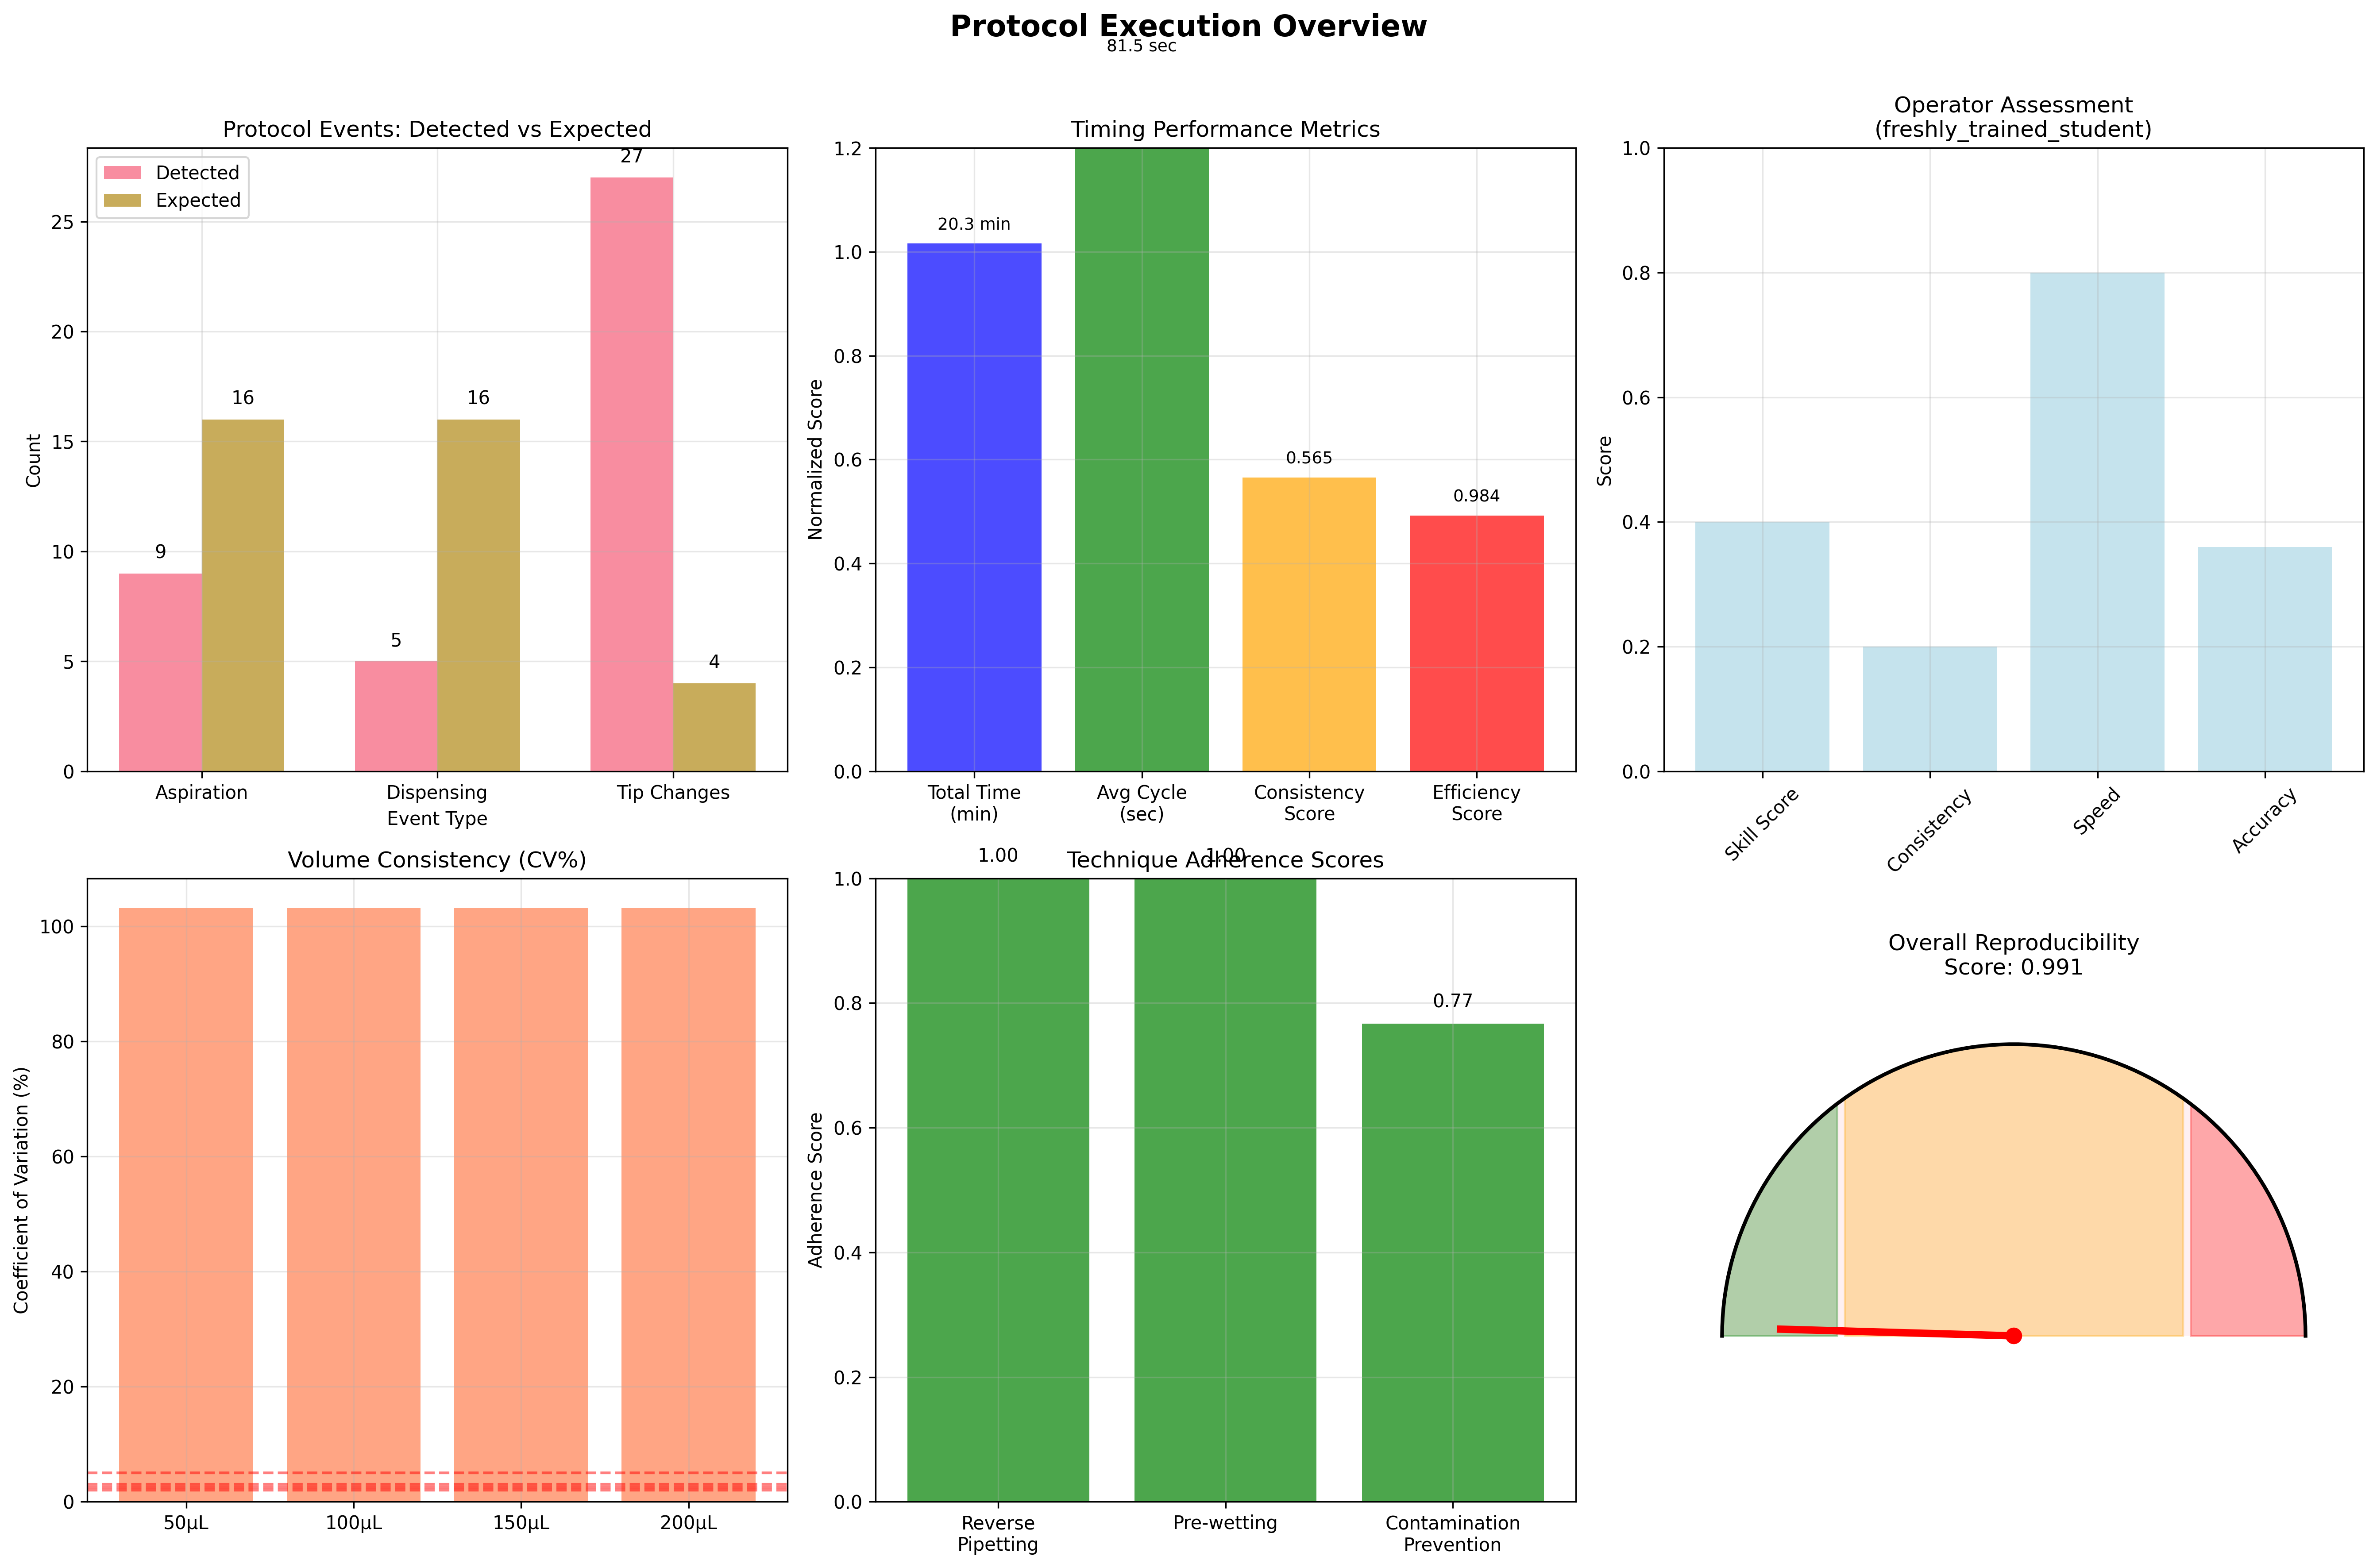 Protocol Execution Overview
81.5 sec
Protocol Events: Detected vs Expected
Detected
Expected
Count
25
20
15
10
5
0
9
16
5
16
27
4
Aspiration
Dispensing
Tip Changes
Event Type
Timing Performance Metrics
Normalized Score
1.2
1.0
0.8
0.6
0.4
0.2
0.0
20.3 min
0.565
0.984
Total Time
(min)
Avg Cycle
(sec)
Consistency
Score
Efficiency
Score
Operator Assessment
(freshly_trained_student)
Score
1.0
0.8
0.6
0.4
0.2
0.0
Skill Score
Consistency
Speed
Accuracy
Volume Consistency (CV%)
Coefficient of Variation (%)
100
80
60
40
20
0
50μL
100μL
150μL
200μL
Technique Adherence Scores
1.00
1.00
0.77
Adherence Score
1.0
0.8
0.6
0.4
0.2
0.0
Reverse
Pipetting
Pre-wetting
Contamination
Prevention
Overall Reproducibility
Score: 0.991